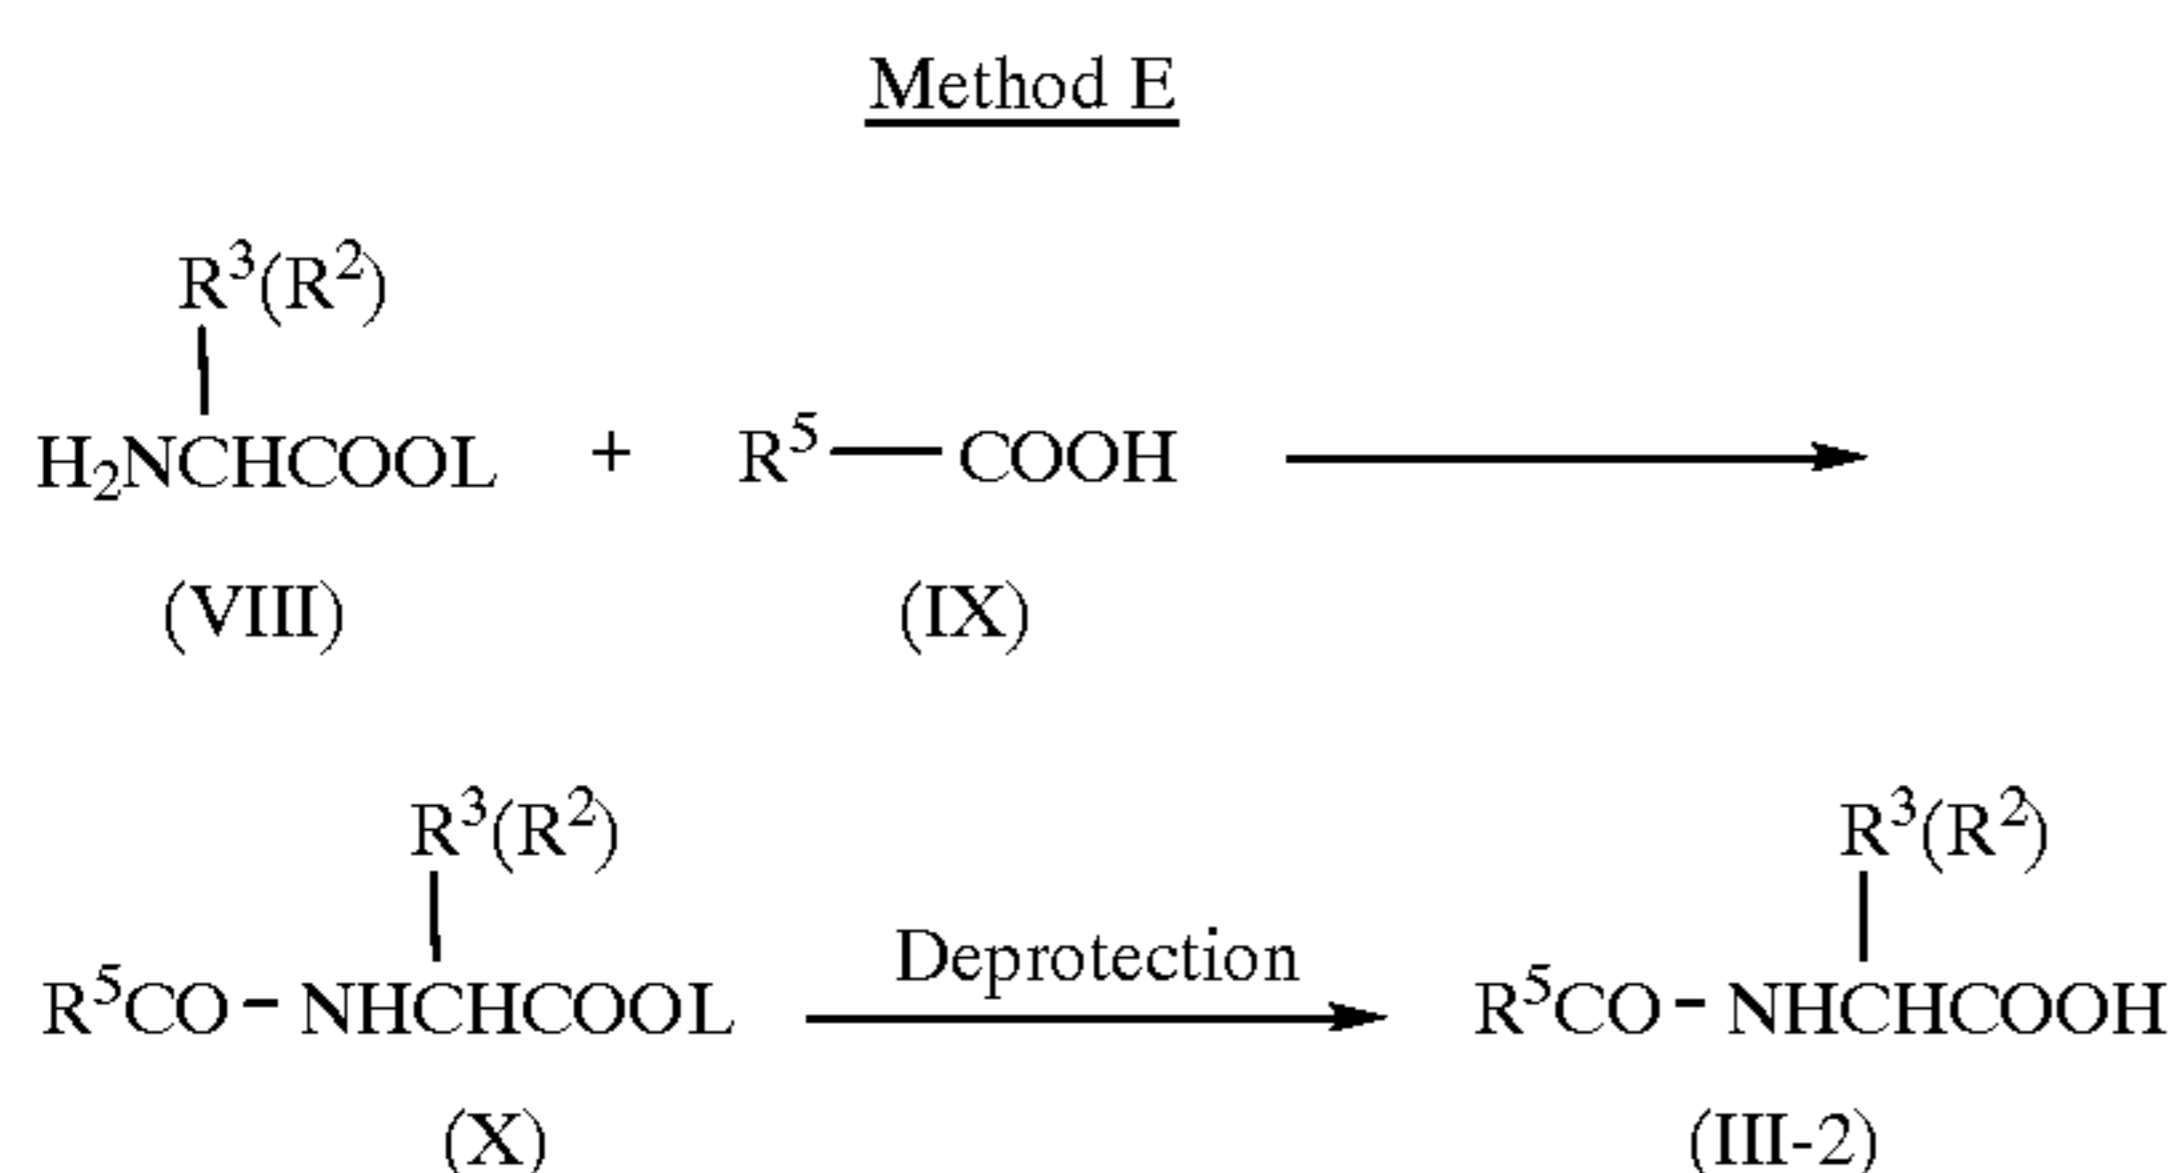 Method E
R³(R²)
H₂NCHCOOL + R⁵—COOH
(VIII) (IX)
R³(R²) R³(R²)
Deprotection
R⁵CO-NHCHCOOL R⁵CO-NHCHCOOH
(X) (III-2)